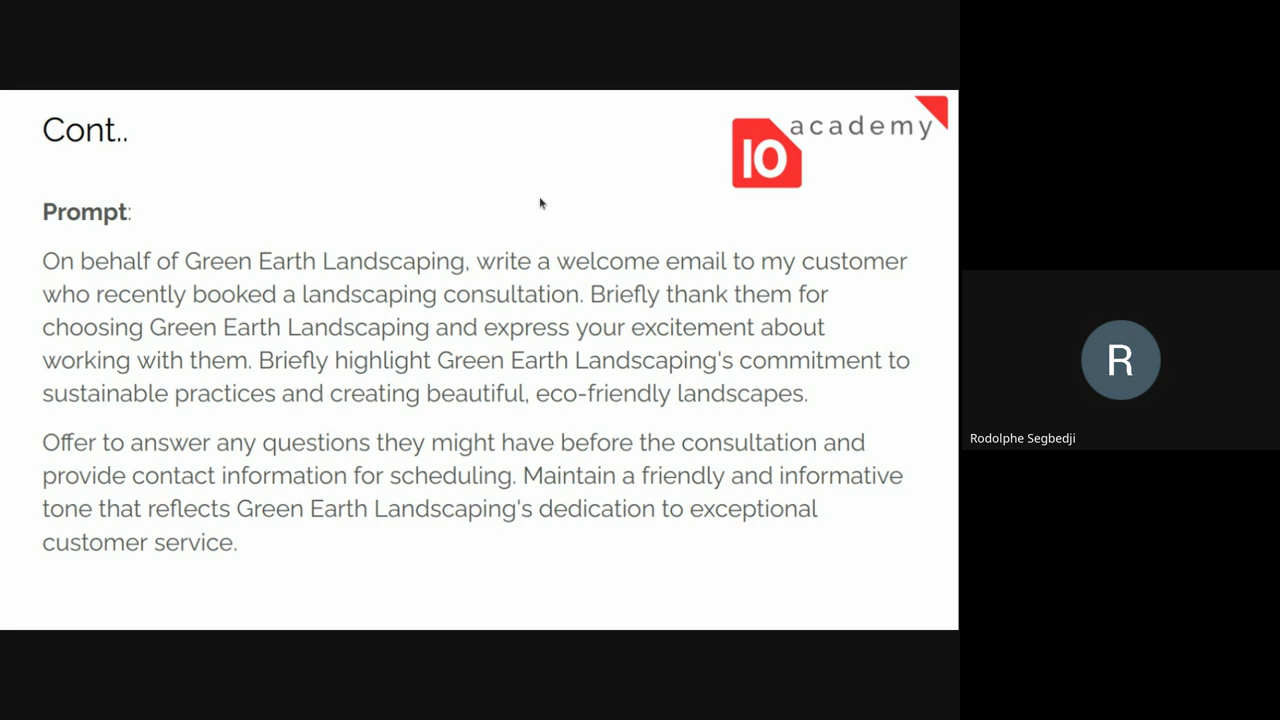 Cont..
10 academy
Prompt:
On behalf of Green Earth Landscaping, write a welcome email to my customer
who recently booked a landscaping consultation. Briefly thank them for
choosing Green Earth Landscaping and express your excitement about
working with them. Briefly highlight Green Earth Landscaping's commitment to
sustainable practices and creating beautiful, eco-friendly landscapes.
Offer to answer any questions they might have before the consultation and
provide contact information for scheduling. Maintain a friendly and informative
tone that reflects Green Earth Landscaping's dedication to exceptional
customer service.
R
Rodolphe Segbedji